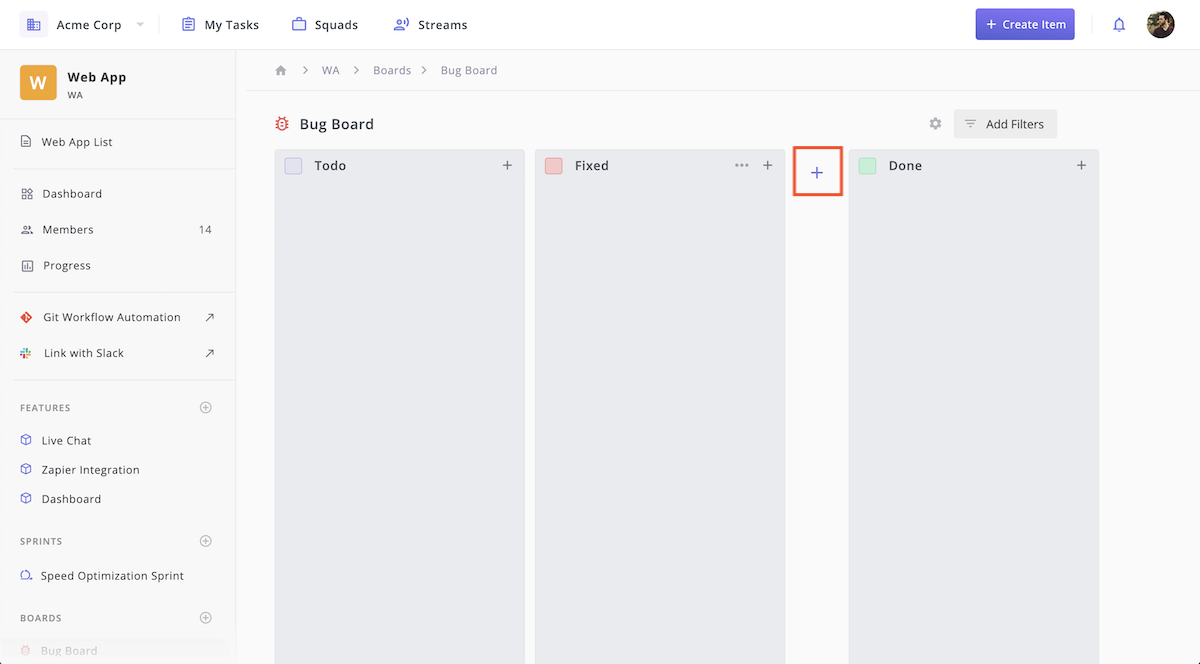 Acme Corp
My Tasks
Squads
Streams
+ Create Item
W
Web App
WA
Web App List
Dashboard
Members 14
Progress
Git Workflow Automation
Link with Slack
FEATURES
Live Chat
Zapier Integration
Dashboard
SPRINTS
Speed Optimization Sprint
BOARDS
Bug Board
WA > Boards > Bug Board
Bug Board
Add Filters
Todo
Fixed
Done